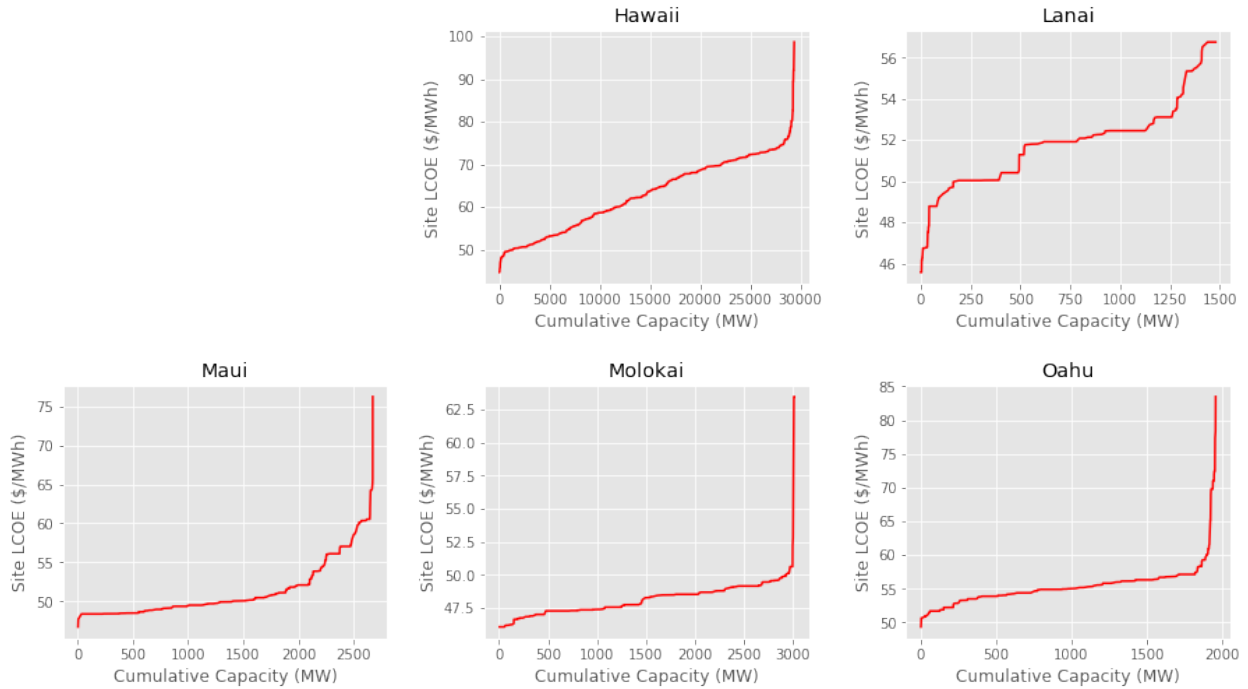 Hawaii
Site LCOE ($/MWh)
100
90
80
70
60
50
0 5000 10000 15000 20000 25000 30000
Cumulative Capacity (MW)
Lanai
Site LCOE ($/MWh)
56
54
52
50
48
46
0 250 500 750 1000 1250 1500
Cumulative Capacity (MW)
Maui
Site LCOE ($/MWh)
75
70
65
60
55
50
0 500 1000 1500 2000 2500
Cumulative Capacity (MW)
Molokai
Site LCOE ($/MWh)
62.5
60.0
57.5
55.0
52.5
50.0
47.5
0 500 1000 1500 2000 2500 3000
Cumulative Capacity (MW)
Oahu
Site LCOE ($/MWh)
85
80
75
70
65
60
55
50
0 500 1000 1500 2000
Cumulative Capacity (MW)